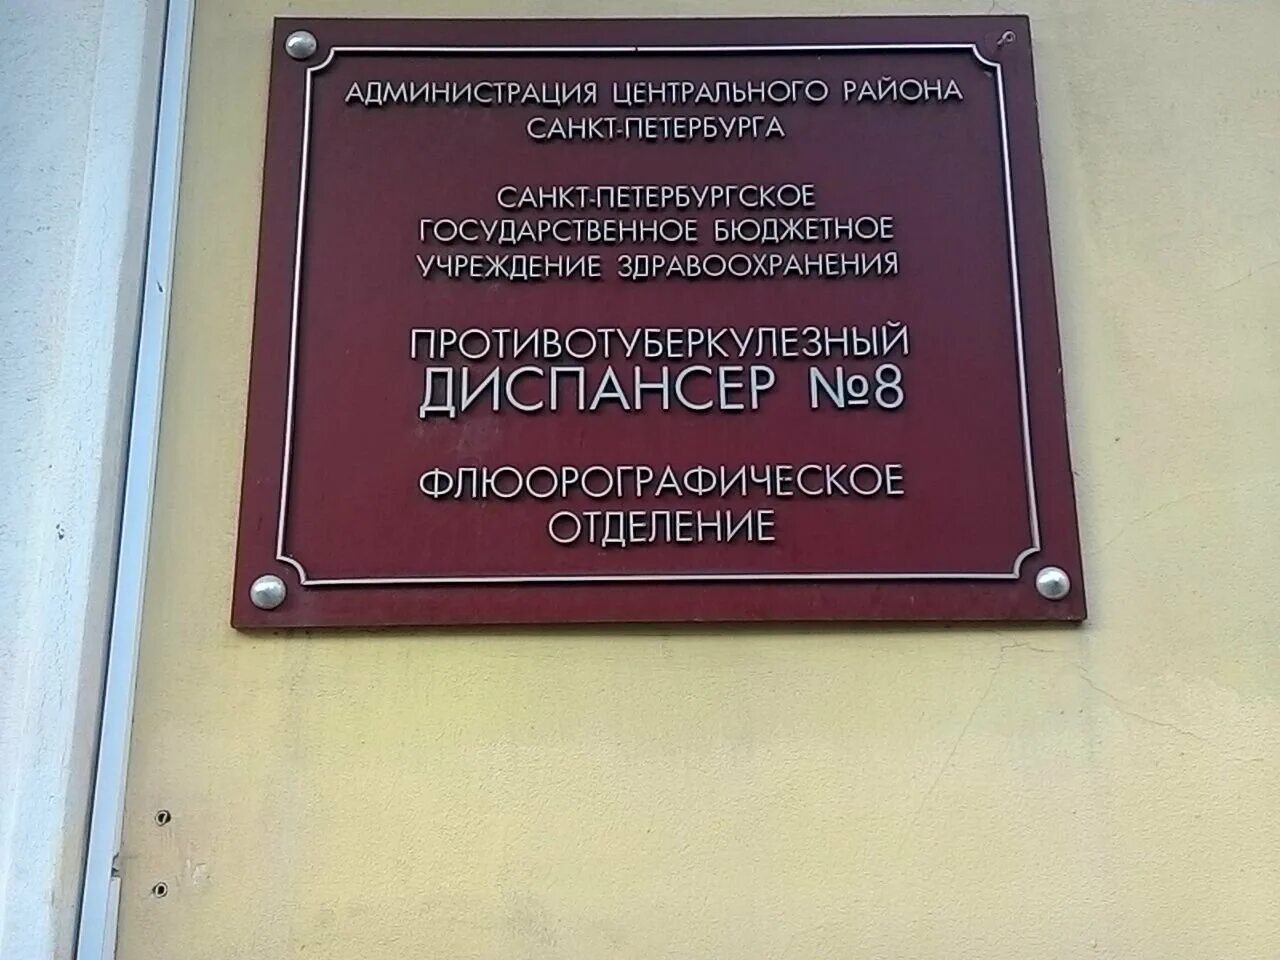 АДМИНИСТРАЦИЯ ЦЕНТРАЛЬНОГО РАЙОНА
САНКТ-ПЕТЕРБУРГА
САНКТ-ПЕТЕРБУРГСКОЕ
ГОСУДАРСТВЕННОЕ БЮДЖЕТНОЕ
УЧРЕЖДЕНИЕ ЗДРАВООХРАНЕНИЯ
ПРОТИВОТУБЕРКУЛЕЗНЫЙ
ДИСПАНСЕР №8
ФЛЮОРОГРАФИЧЕСКОЕ
ОТДЕЛЕНИЕ